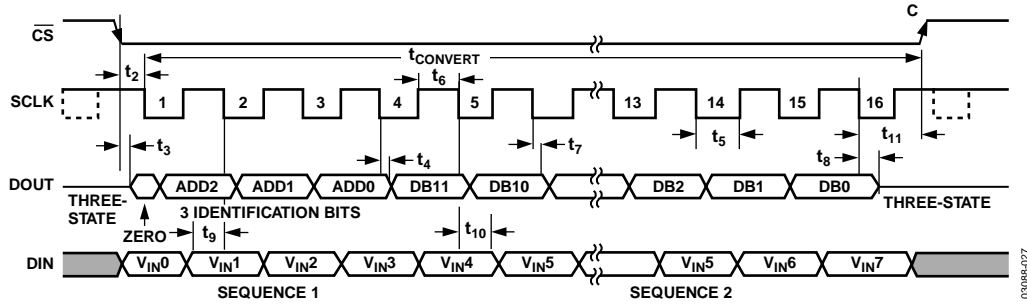 CS C
tCONVERT
t2 t6
SCLK 1 2 3 4 5 13 14 15 16
t3 t4 t7 t5 t8 t11
DOUT ADD2 ADD1 ADD0 DB11 DB10 DB2 DB1 DB0
THREE-
STATE
THREE-STATE
3 IDENTIFICATION BITS
ZERO t9 t10
DIN VIN0 VIN1 VIN2 VIN3 VIN4 VIN5 VIN5 VIN6 VIN7
SEQUENCE 1 SEQUENCE 2
03088-027